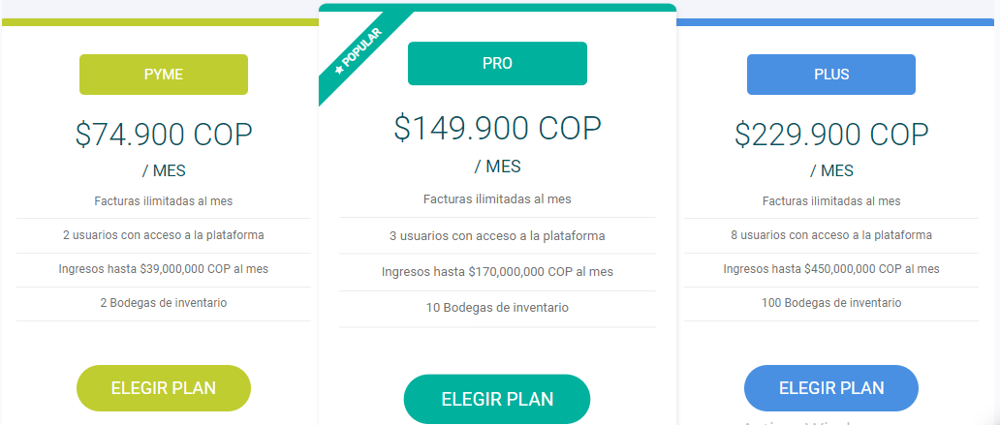 PYME
$74.900 COP
/ MES
Facturas ilimitadas al mes
2 usuarios con acceso a la plataforma
Ingresos hasta $39,000,000 COP al mes
2 Bodegas de inventario
ELEGIR PLAN
★ POPULAR
PRO
$149.900 COP
/ MES
Facturas ilimitadas al mes
3 usuarios con acceso a la plataforma
Ingresos hasta $170,000,000 COP al mes
10 Bodegas de inventario
ELEGIR PLAN
PLUS
$229.900 COP
/ MES
Facturas ilimitadas al mes
8 usuarios con acceso a la plataforma
Ingresos hasta $450,000,000 COP al mes
100 Bodegas de inventario
ELEGIR PLAN